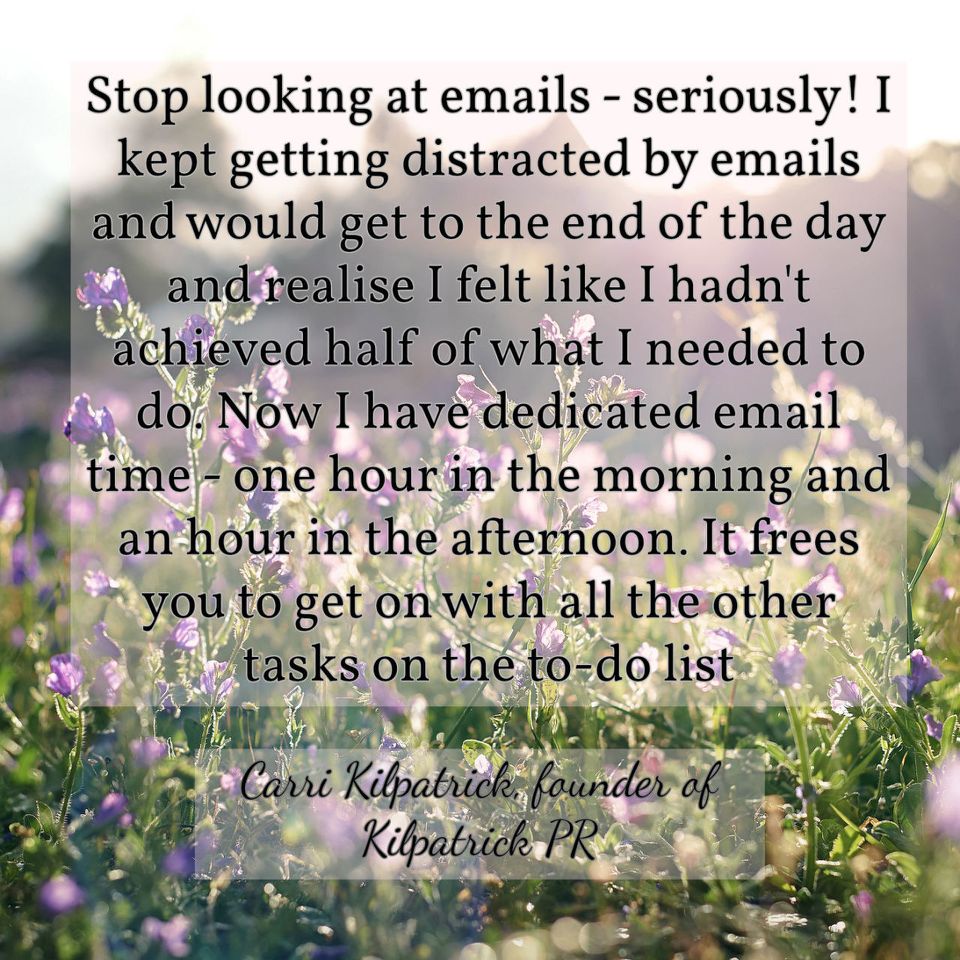 Stop looking at emails - seriously! I
kept getting distracted by emails
and would get to the end of the day
and realise I felt like I hadn't
achieved half of what I needed to
do. Now I have dedicated email
time - one hour in the morning and
an hour in the afternoon. It frees
you to get on with all the other
tasks on the to-do list
Carri Kilpatrick, founder of
Kilpatrick PR